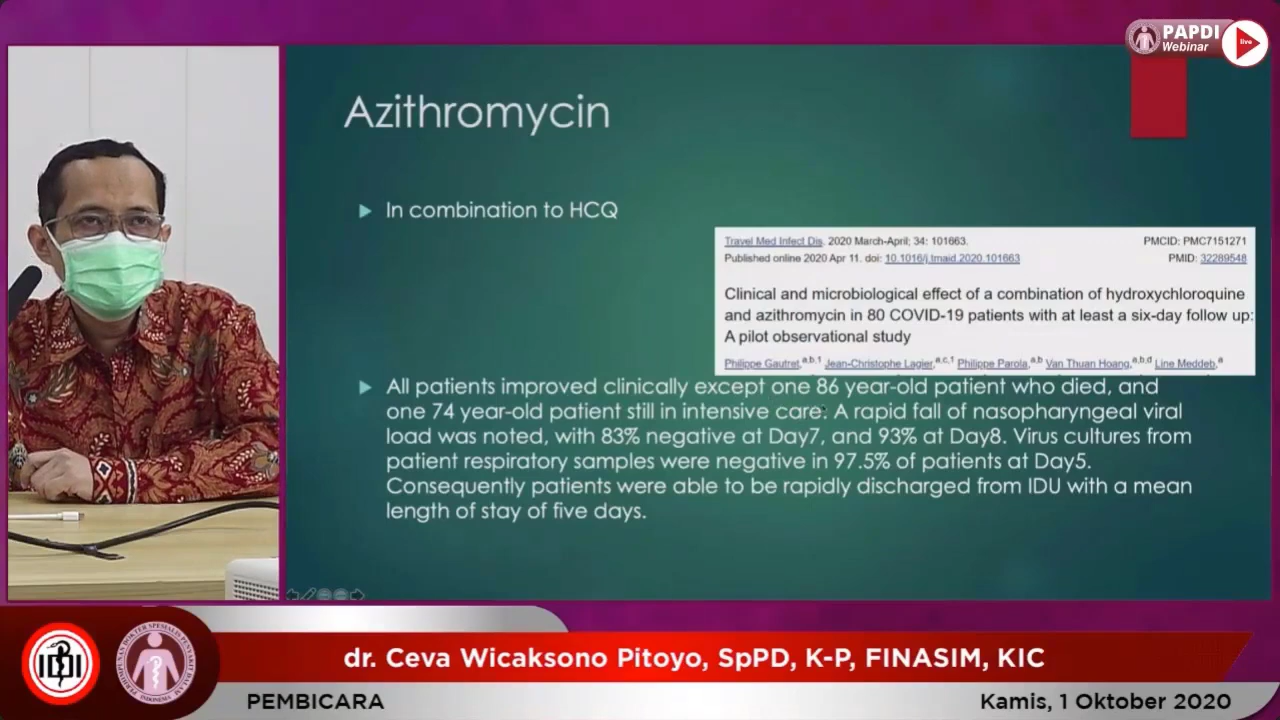 PAPDI
Webinar
live
Azithromycin
In combination to HCQ
Travel Med Infect Dis. 2020 March-April; 34: 101663.
PMCID: PMC7151271
Published online 2020 Apr 11. doi: 10.1016/j.tmaid.2020.101663
PMID: 32289548
Clinical and microbiological effect of a combination of hydroxychloroquine
and azithromycin in 80 COVID-19 patients with at least a six-day follow up:
A pilot observational study
Philippe Gautret,a,b,1 Jean-Christophe Lagier,a,c,1 Philippe Parola,a,b Van Thuan Hoang,a,b,d Line Meddeb,a
All patients improved clinically except one 86 year-old patient who died, and
one 74 year-old patient still in intensive care. A rapid fall of nasopharyngeal viral
load was noted, with 83% negative at Day7, and 93% at Day8. Virus cultures from
patient respiratory samples were negative in 97.5% of patients at Day5.
Consequently patients were able to be rapidly discharged from IDU with a mean
length of stay of five days.
IDI
dr. Ceva Wicaksono Pitoyo, SpPD, K-P, FINASIM, KIC
PEMBICARA
Kamis, 1 Oktober 2020